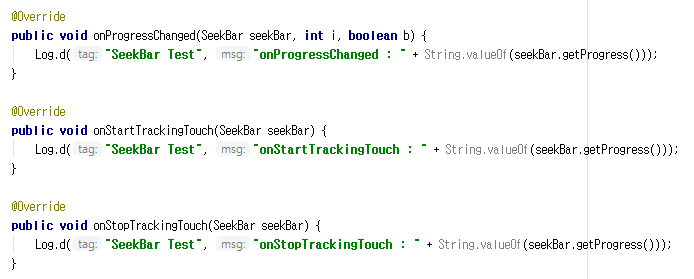 @Override
public void onProgressChanged(SeekBar seekBar, int i, boolean b) {
Log.d( tag: "SeekBar Test", msg: "onProgressChanged : " + String.valueOf(seekBar.getProgress()));
}
@Override
public void onStartTrackingTouch(SeekBar seekBar) {
Log.d( tag: "SeekBar Test", msg: "onStartTrackingTouch : " + String.valueOf(seekBar.getProgress()));
}
@Override
public void onStopTrackingTouch(SeekBar seekBar) {
Log.d( tag: "SeekBar Test", msg: "onStopTrackingTouch : " + String.valueOf(seekBar.getProgress()));
}